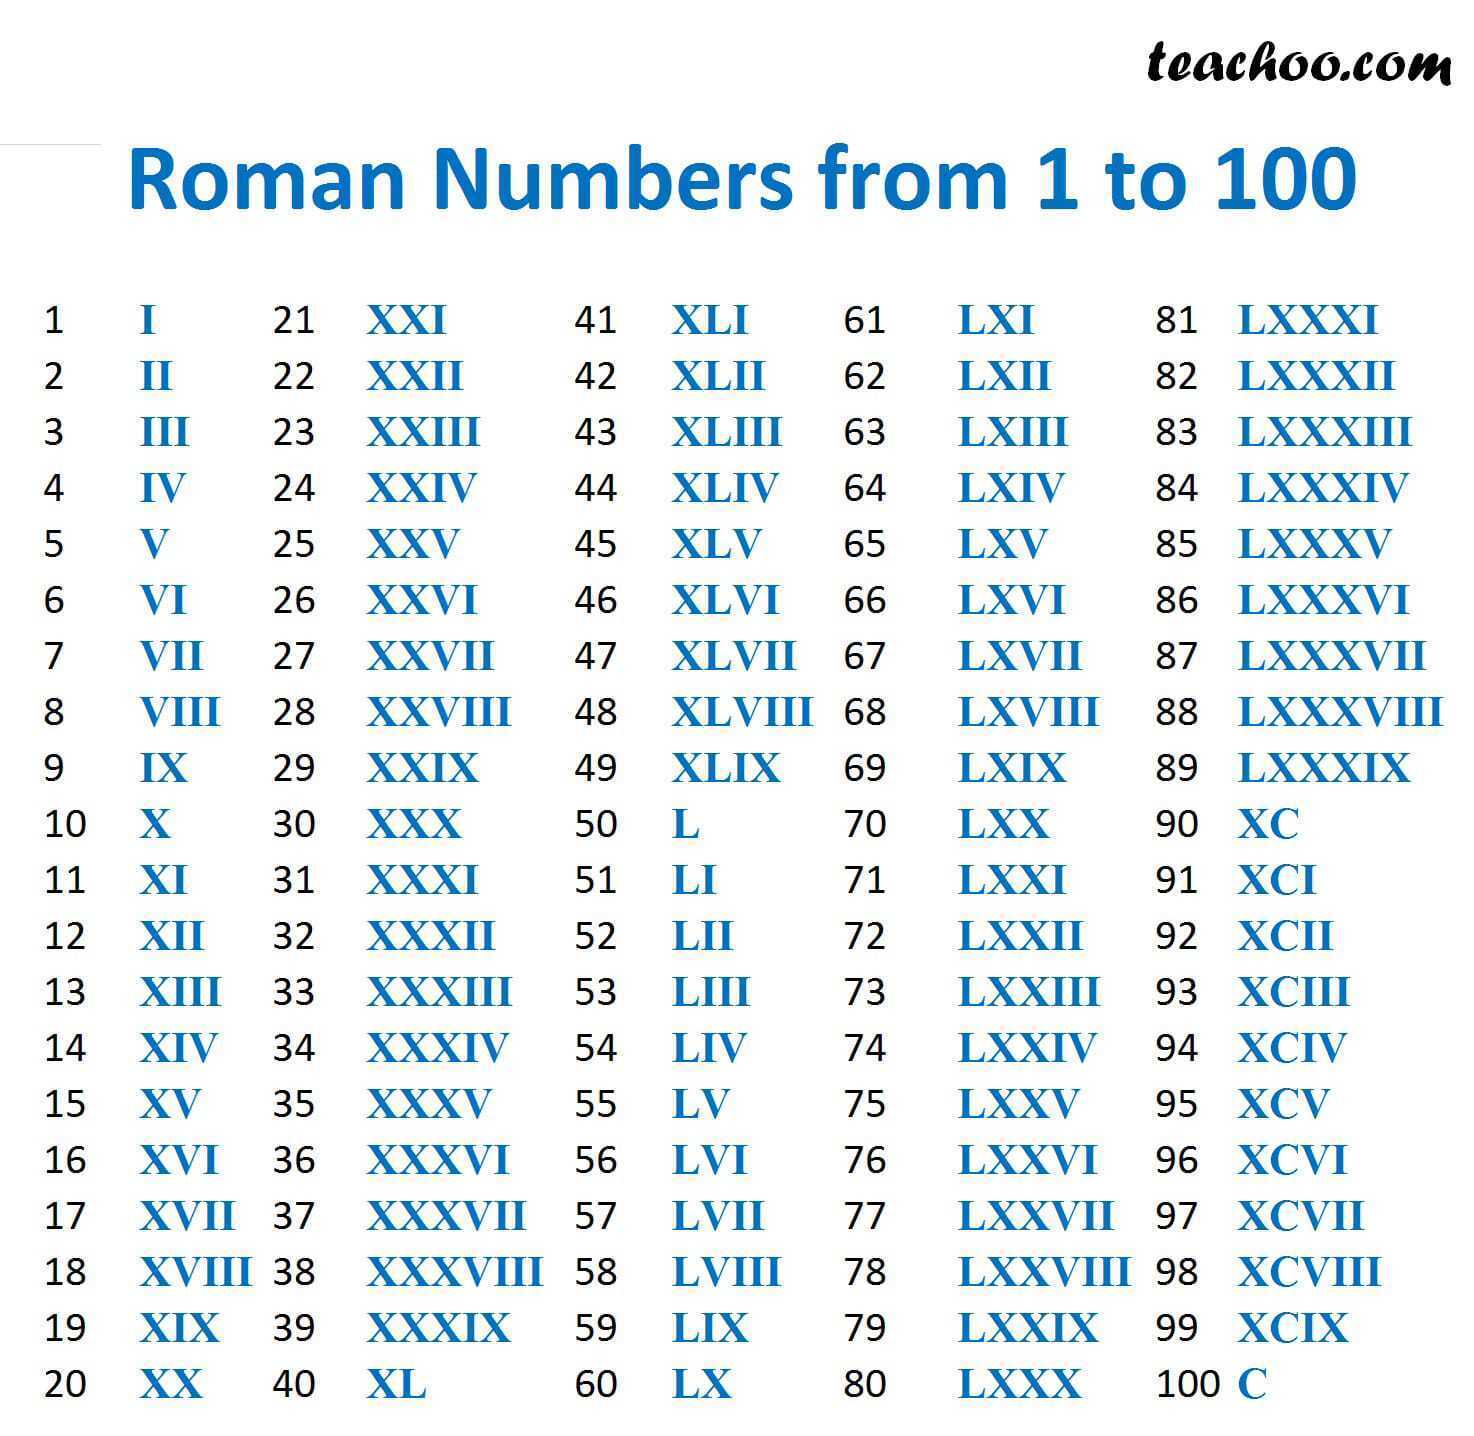 teachoo.com
Roman Numbers from 1 to 100
1 I 21 XXI 41 XLI 61 LXI 81 LXXXI
2 II 22 XXII 42 XLII 62 LXII 82 LXXXII
3 III 23 XXIII 43 XLIII 63 LXIII 83 LXXXIII
4 IV 24 XXIV 44 XLIV 64 LXIV 84 LXXXIV
5 V 25 XXV 45 XLV 65 LXV 85 LXXXV
6 VI 26 XXVI 46 XLVI 66 LXVI 86 LXXXVI
7 VII 27 XXVII 47 XLVII 67 LXVII 87 LXXXVII
8 VIII 28 XXVIII 48 XLVIII 68 LXVIII 88 LXXXVIII
9 IX 29 XXIX 49 XLIX 69 LXIX 89 LXXXIX
10 X 30 XXX 50 L 70 LXX 90 XC
11 XI 31 XXXI 51 LI 71 LXXI 91 XCI
12 XII 32 XXXII 52 LII 72 LXXII 92 XCII
13 XIII 33 XXXIII 53 LIII 73 LXXIII 93 XCIII
14 XIV 34 XXXIV 54 LIV 74 LXXIV 94 XCIV
15 XV 35 XXXV 55 LV 75 LXXV 95 XCV
16 XVI 36 XXXVI 56 LVI 76 LXXVI 96 XCVI
17 XVII 37 XXXVII 57 LVII 77 LXXVII 97 XCVII
18 XVIII 38 XXXVIII 58 LVIII 78 LXXVIII 98 XCVIII
19 XIX 39 XXXIX 59 LIX 79 LXXIX 99 XCIX
20 XX 40 XL 60 LX 80 LXXX 100 C